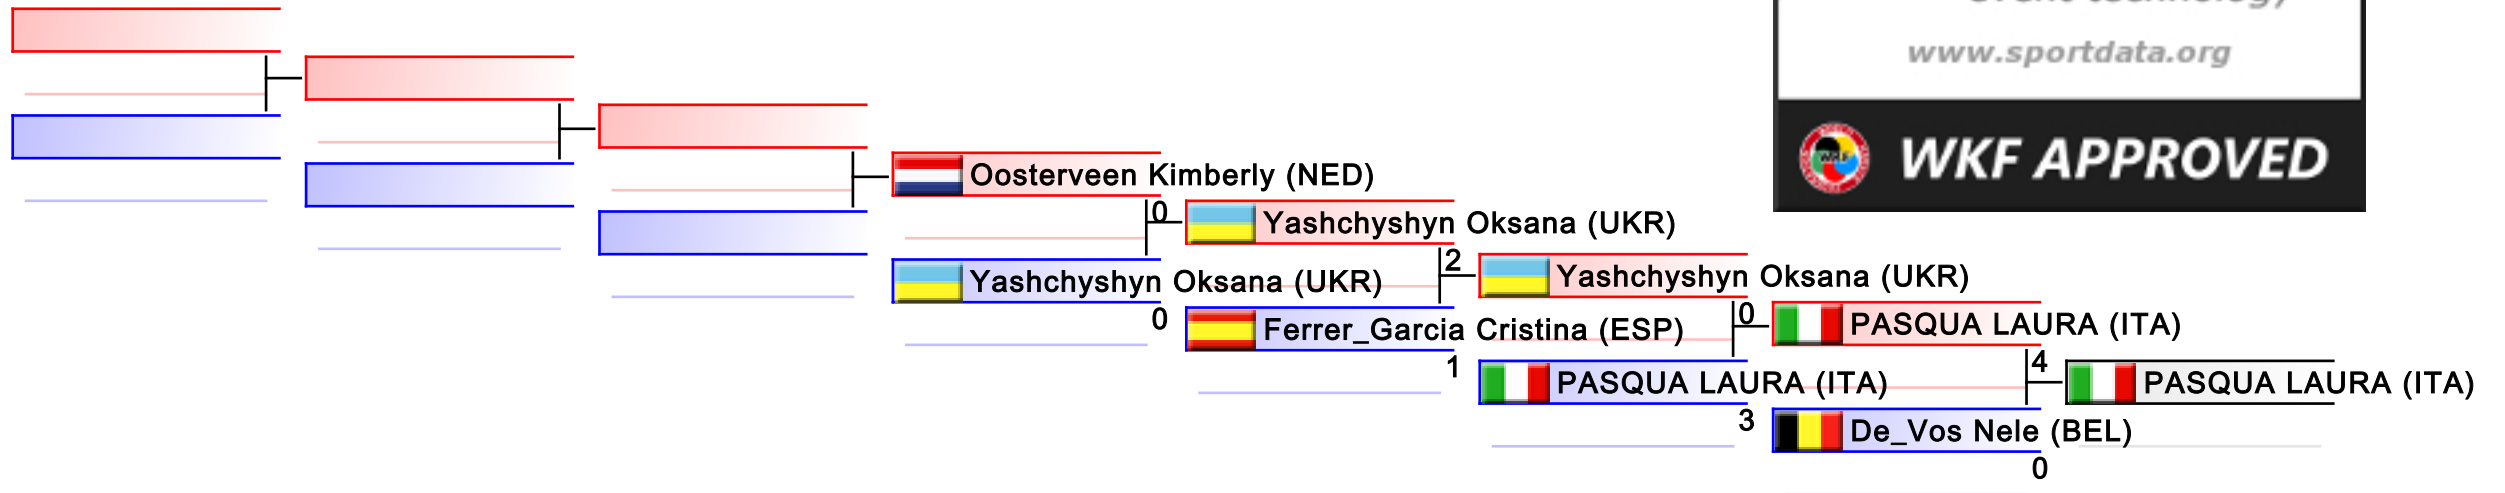 event technology
www.sportdata.org
WKF APPROVED
Oosterveen Kimberly (NED)
0
Yashchyshyn Oksana (UKR)
2
Yashchyshyn Oksana (UKR)
Yashchyshyn Oksana (UKR)
0
0
Ferrer_Garcia Cristina (ESP)
1
PASQUA LAURA (ITA)
4
PASQUA LAURA (ITA)
3
PASQUA LAURA (ITA)
De_Vos Nele (BEL)
0